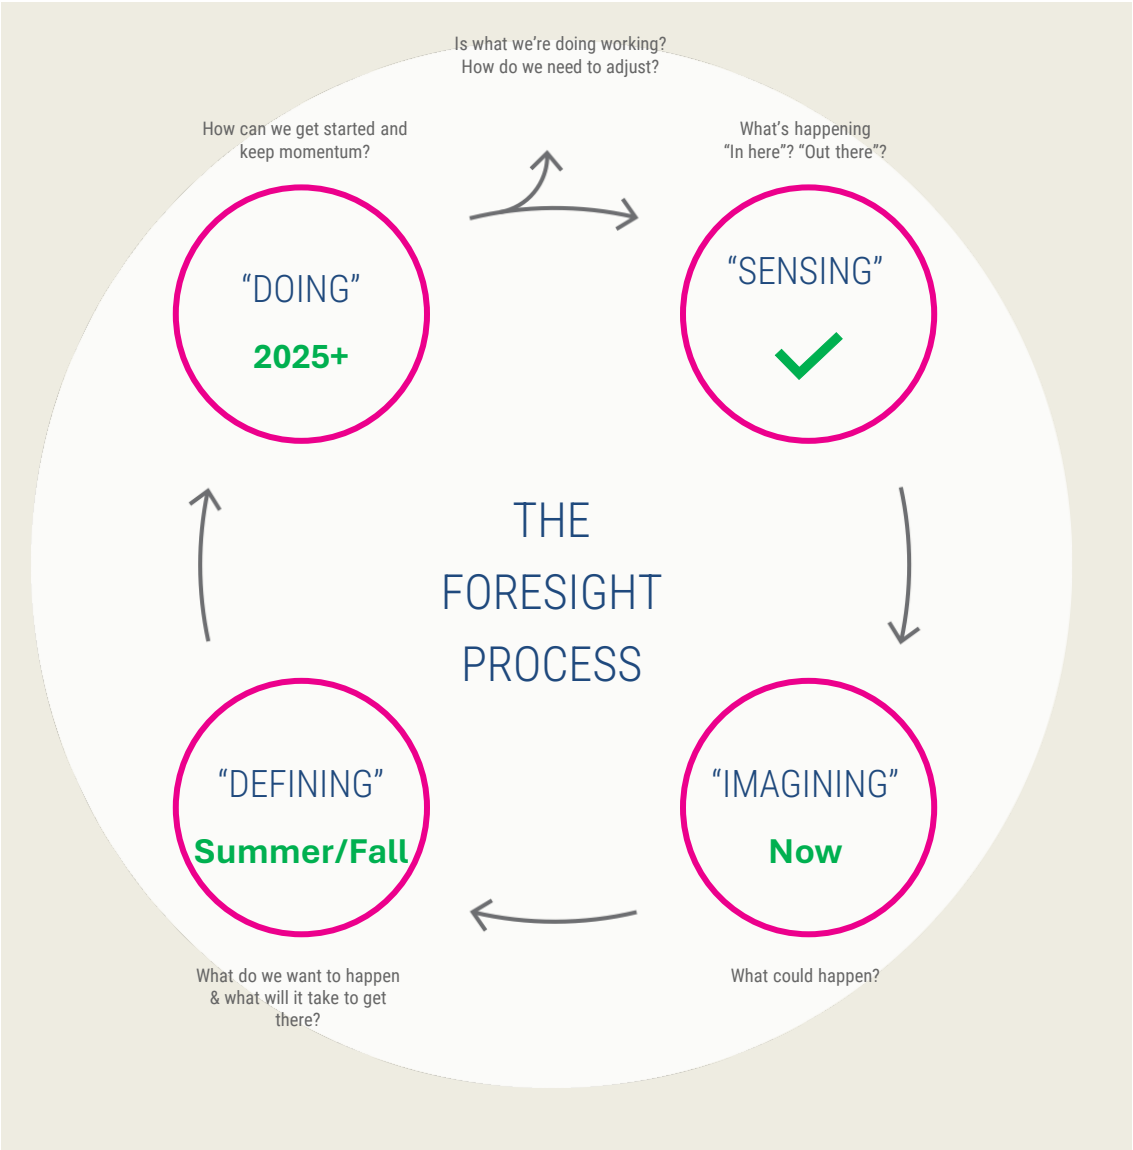 Is what we’re doing working?
How do we need to adjust?
How can we get started and
keep momentum?
What’s happening
“In here”? “Out there”?
“DOING”
2025+
“SENSING”
THE
FORESIGHT
PROCESS
“DEFINING”
Summer/Fall
“IMAGINING”
Now
What do we want to happen
& what will it take to get
there?
What could happen?